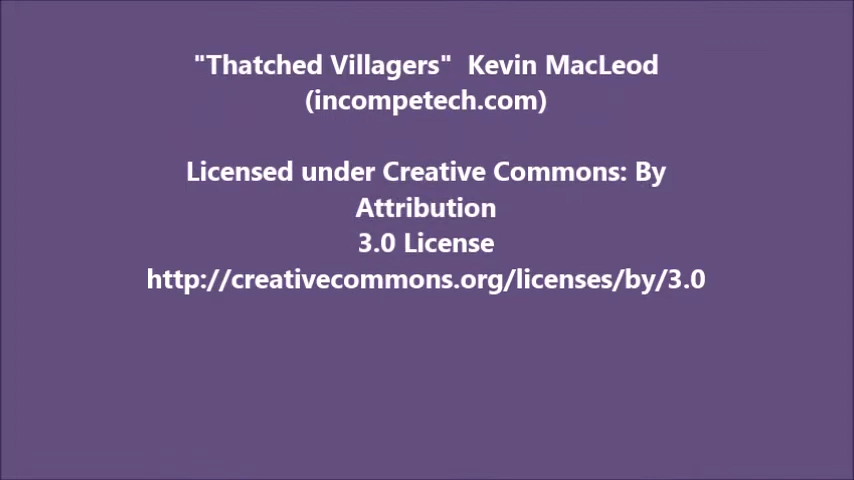 "Thatched Villagers"  Kevin MacLeod
(incompetech.com)
Licensed under Creative Commons: By
Attribution
3.0 License
http://creativecommons.org/licenses/by/3.0